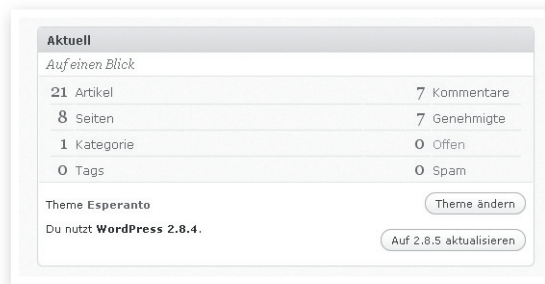 Aktuell
Auf einen Blick
21 Artikel 7 Kommentare
8 Seiten 7 Genehmigte
1 Kategorie 0 Offen
0 Tags 0 Spam
Theme Esperanto Theme ändern
Du nutzt WordPress 2.8.4.
Auf 2.8.5 aktualisieren